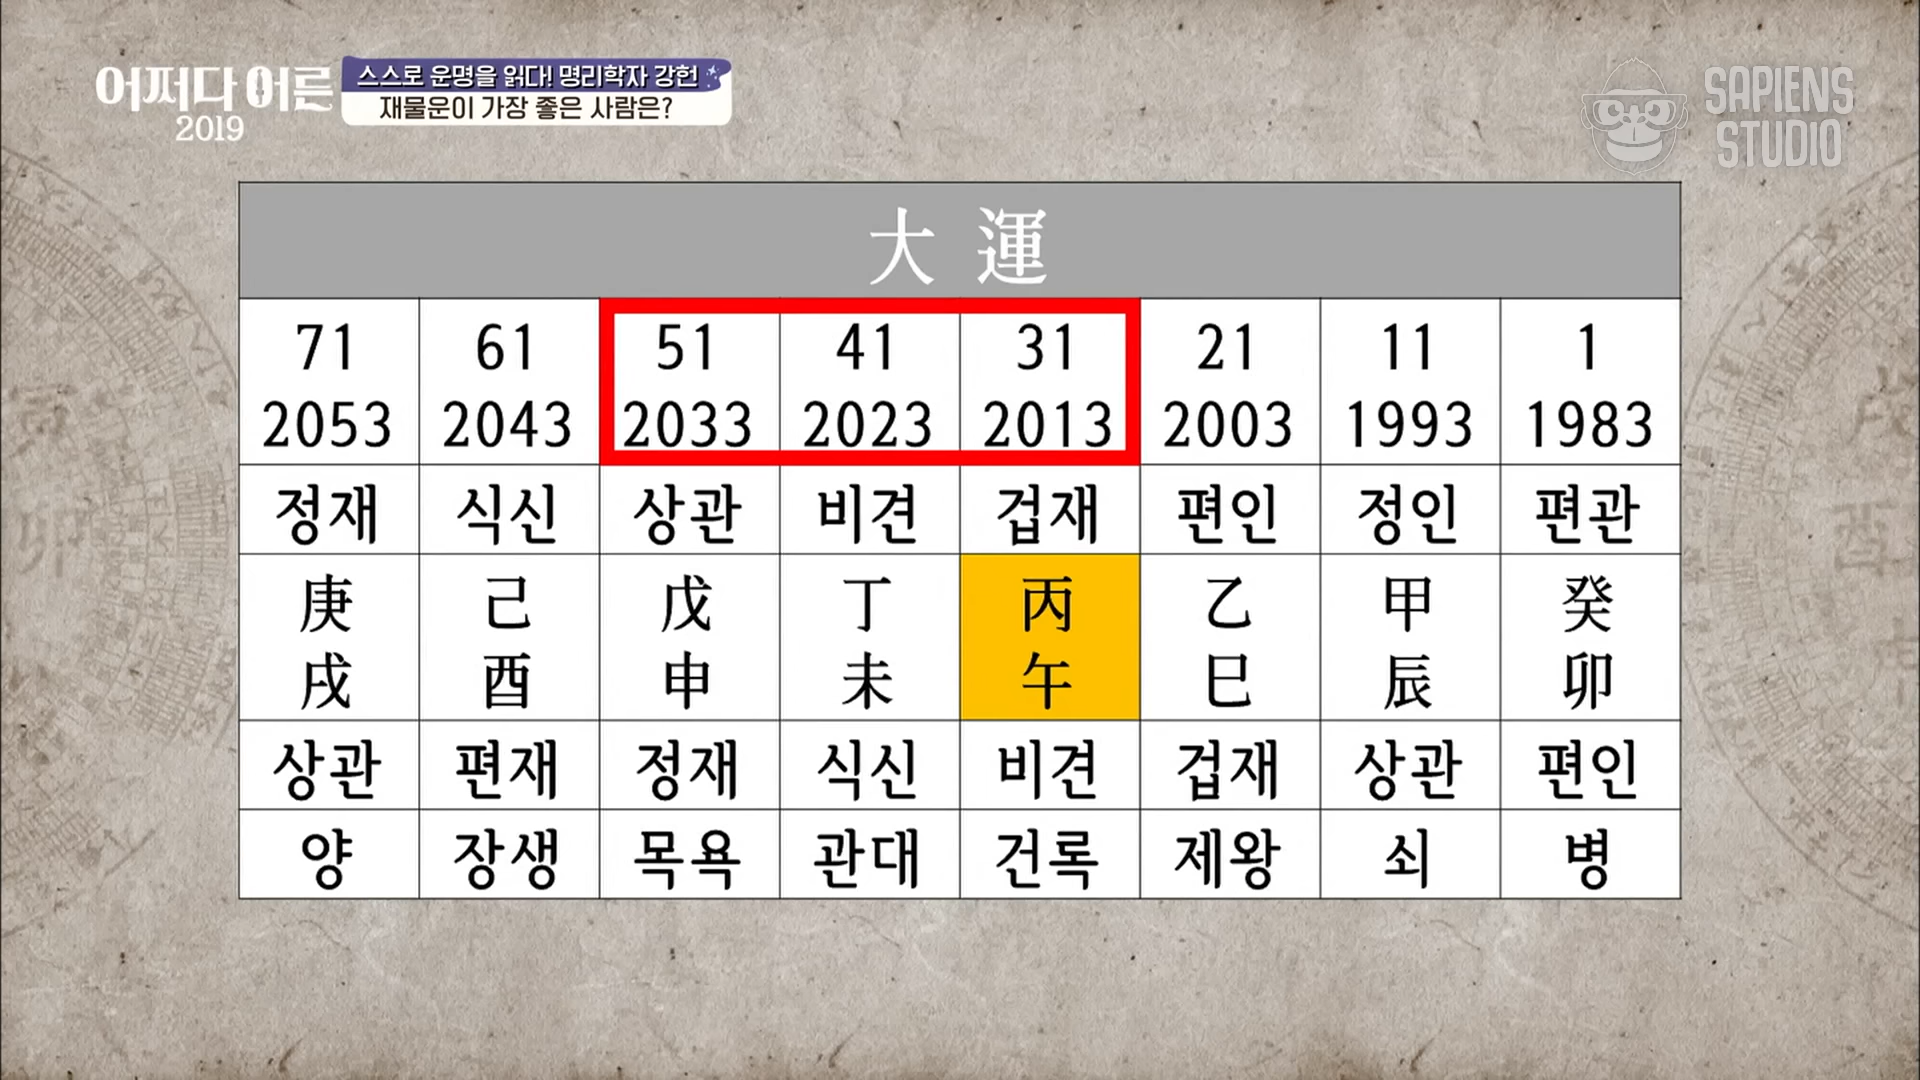 어쩌다 어른
2019
스스로 운명을 읽다! 명리학자 강헌
재물운이 가장 좋은 사람은?
SAPIENS
STUDIO
大 運
71 61 51 41 31 21 11 1
2053 2043 2033 2023 2013 2003 1993 1983
정재 식신 상관 비견 겁재 편인 정인 편관
庚 己 戊 丁 丙 乙 甲 癸
戌 酉 申 未 午 巳 辰 卯
상관 편재 정재 식신 비견 겁재 상관 편인
양 장생 목욕 관대 건록 제왕 쇠 병